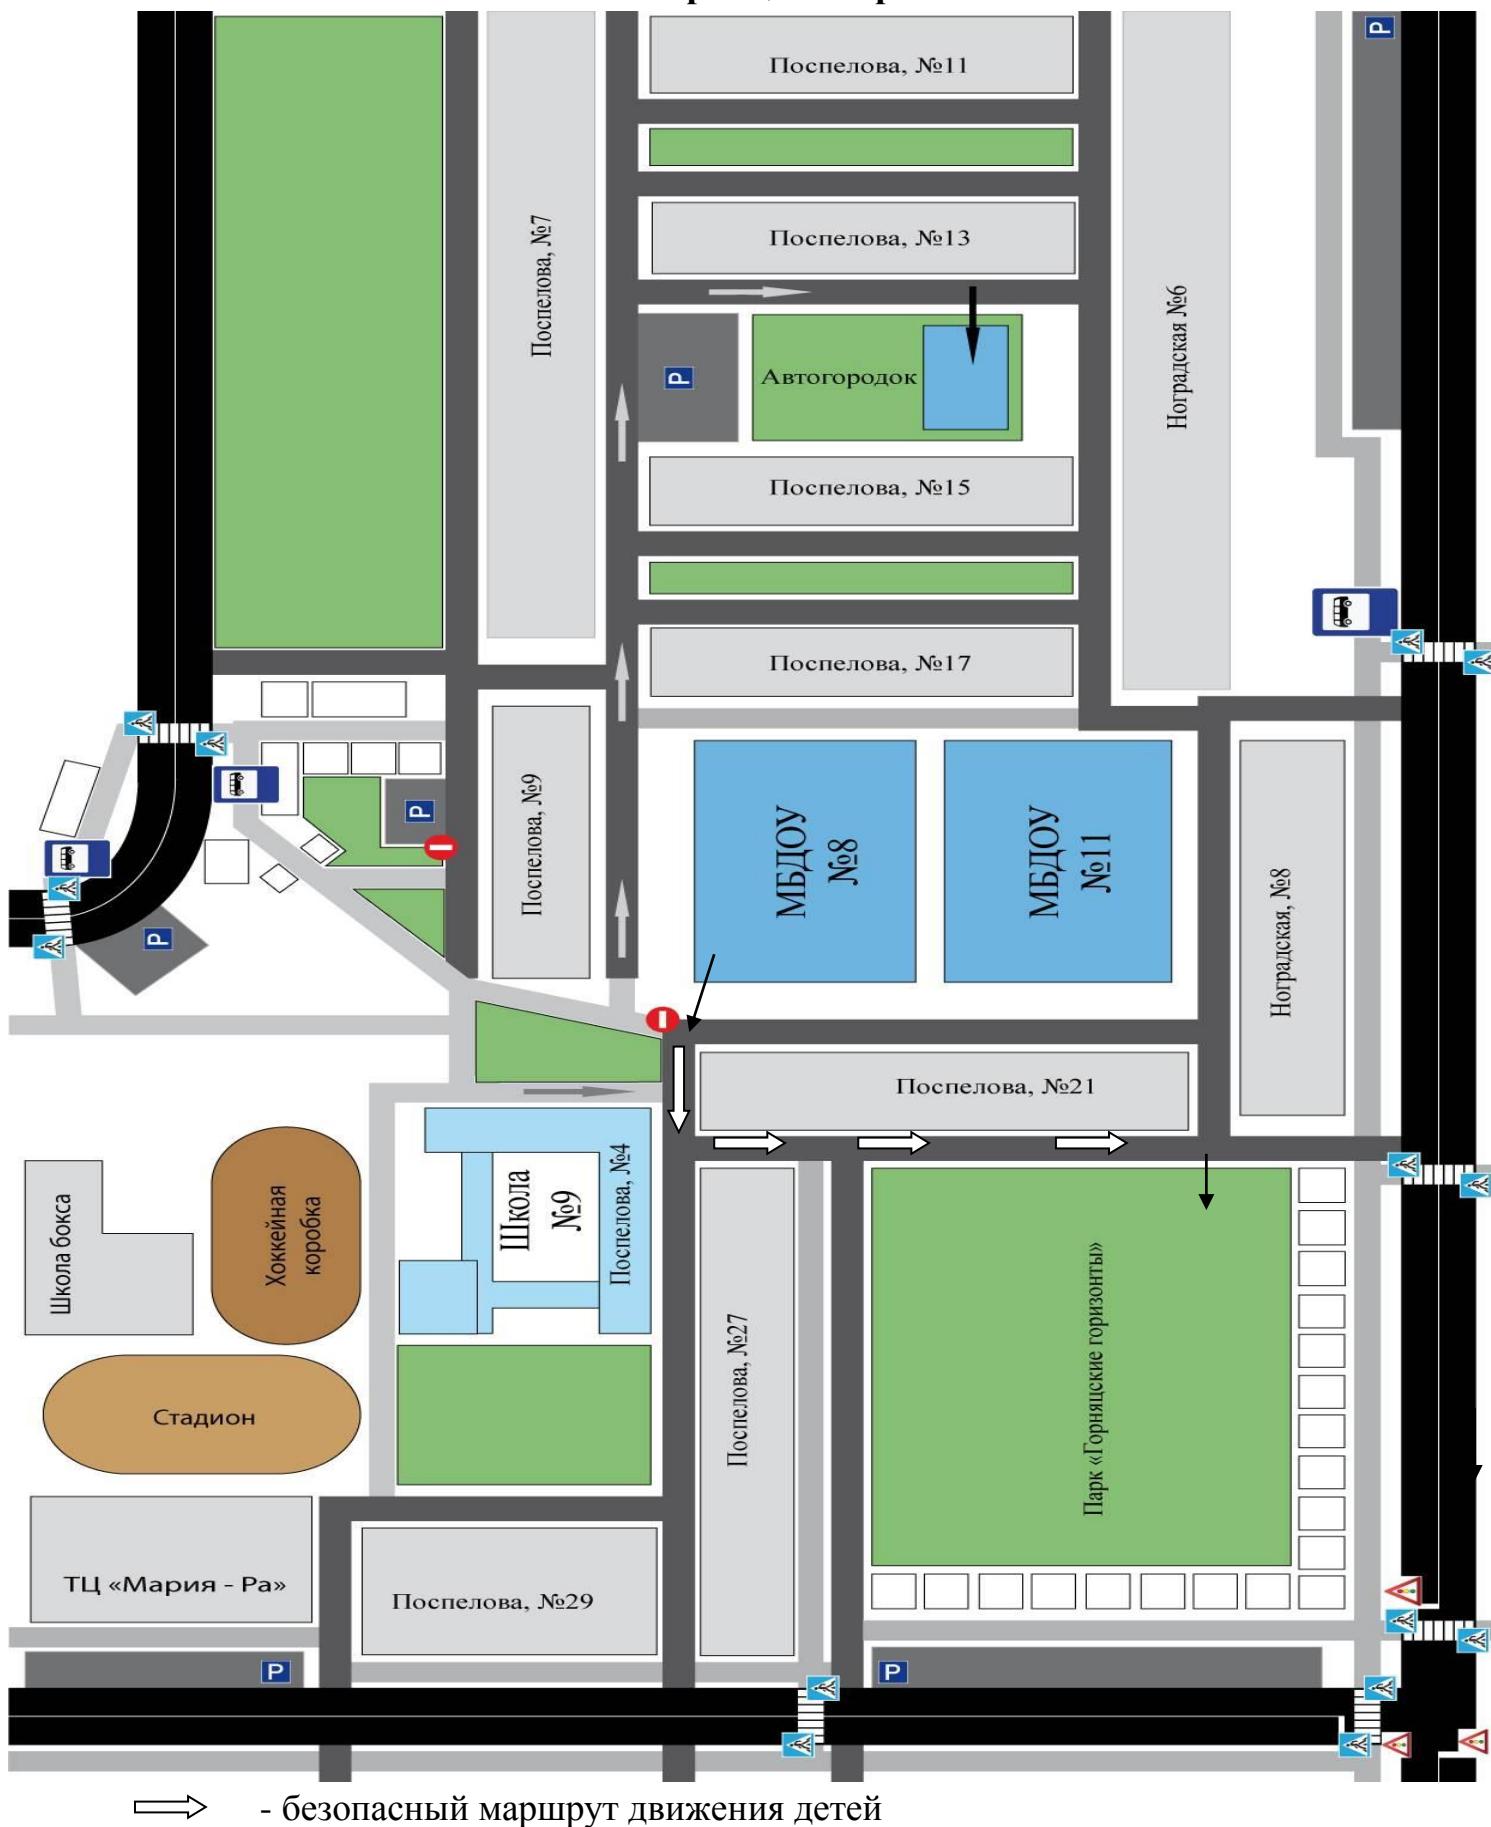 Поспелова, №11
P
Поспелова, №7
Поспелова, №13
Ноградская №6
P
Автогородок
Поспелова, №15
Поспелова, №17
Поспелова, №9
P
МБДОУ
№8
МБДОУ
№11
Ноградская, №8
P
Поспелова, №21
Школа бокса
Хоккейная
коробка
Школа
№9
Поспелова, №4
Поспелова, №27
Парк «Горняцкие горизонты»
Стадион
ТЦ «Мария - Ра»
Поспелова, №29
P
P
- безопасный маршрут движения детей